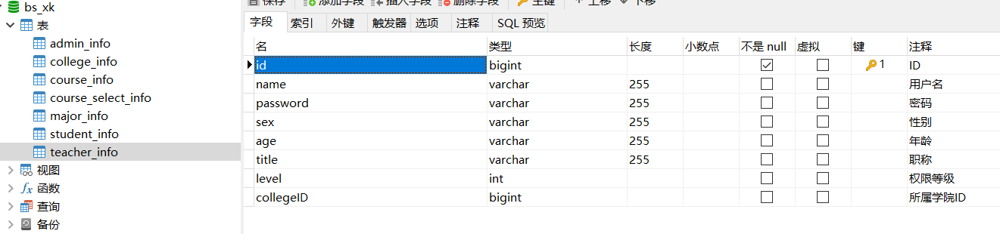 bs_xk
表
admin_info
college_info
course_info
course_select_info
major_info
student_info
teacher_info
视图
fx 函数
查询
备份
保存 添加字段 插入字段 删除字段 主键 上移 下移
字段 索引 外键 触发器 选项 注释 SQL 预览
名 类型 长度 小数点 不是 null 虚拟 键 注释
id bigint 1 ID
name varchar 255 用户名
password varchar 255 密码
sex varchar 255 性别
age varchar 255 年龄
title varchar 255 职称
level int 权限等级
collegeID bigint 所属学院ID